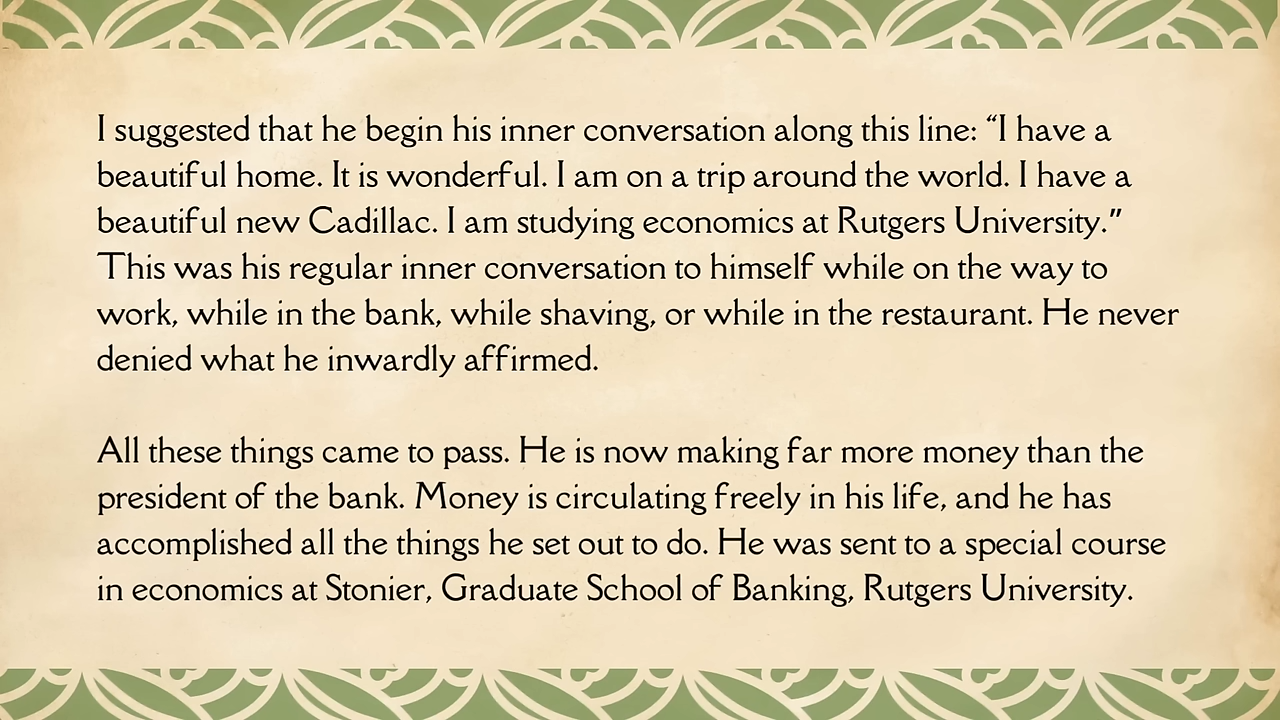 I suggested that he begin his inner conversation along this line: “I have a
beautiful home. It is wonderful. I am on a trip around the world. I have a
beautiful new Cadillac. I am studying economics at Rutgers University.”
This was his regular inner conversation to himself while on the way to
work, while in the bank, while shaving, or while in the restaurant. He never
denied what he inwardly affirmed.
All these things came to pass. He is now making far more money than the
president of the bank. Money is circulating freely in his life, and he has
accomplished all the things he set out to do. He was sent to a special course
in economics at Stonier, Graduate School of Banking, Rutgers University.